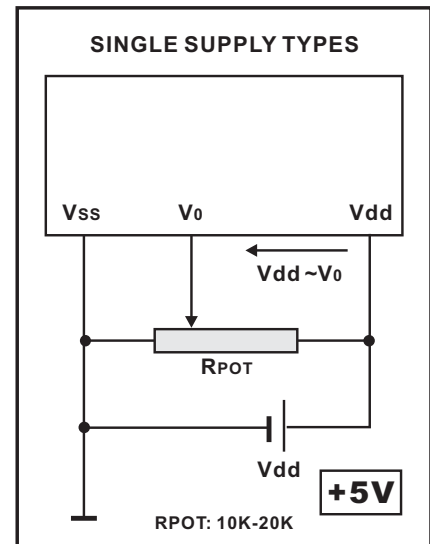 SINGLE SUPPLY TYPES
VSS V0 Vdd
Vdd ~V0
RPOT
Vdd
+5V
RPOT: 10K-20K